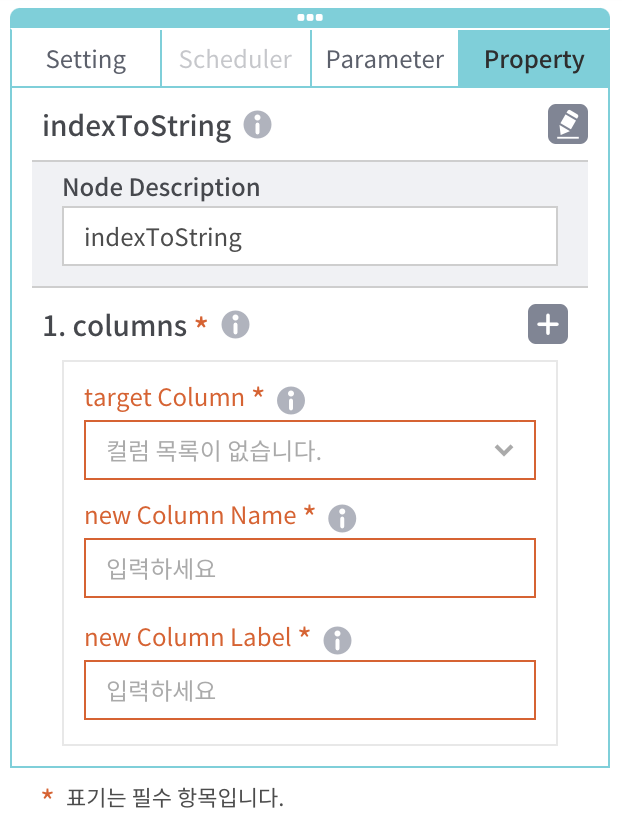 Setting Scheduler Parameter Property
indexToString
Node Description
indexToString
1. columns *
target Column *
컬럼 목록이 없습니다.
new Column Name *
입력하세요
new Column Label *
입력하세요
* 표기는 필수 항목입니다.